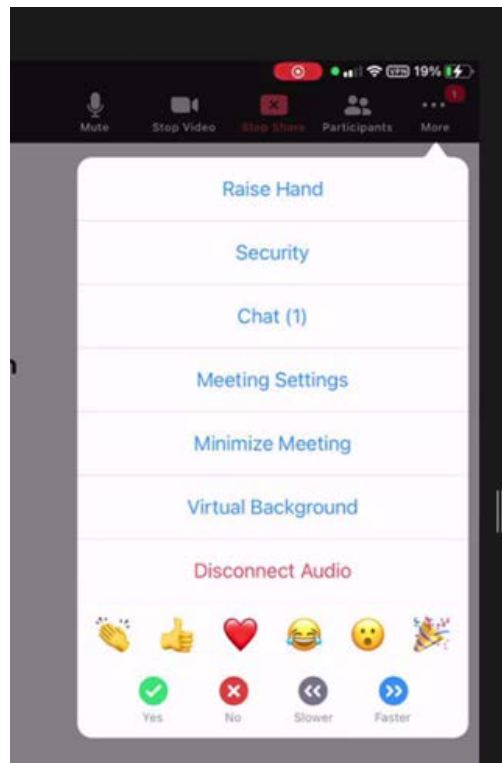 VPN 19%
Mute Stop Video Stop Share Participants More 1
Raise Hand
Security
Chat (1)
Meeting Settings
Minimize Meeting
Virtual Background
Disconnect Audio
Yes No Slower Faster